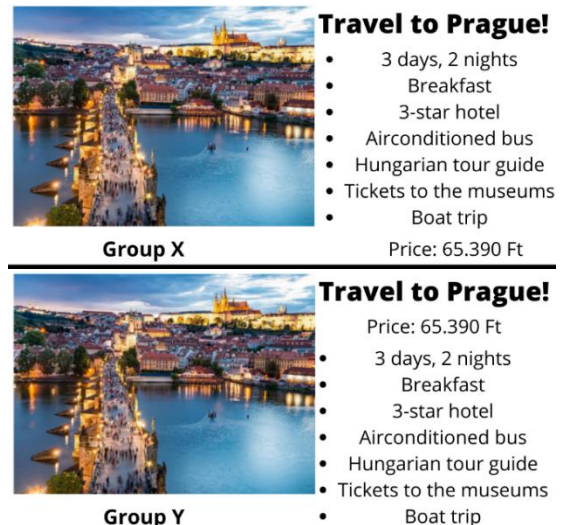 Travel to Prague!
• 3 days, 2 nights
• Breakfast
• 3-star hotel
• Airconditioned bus
• Hungarian tour guide
• Tickets to the museums
• Boat trip
Group X
Price: 65.390 Ft
Travel to Prague!
Price: 65.390 Ft
• 3 days, 2 nights
• Breakfast
• 3-star hotel
• Airconditioned bus
• Hungarian tour guide
• Tickets to the museums
• Boat trip
Group Y